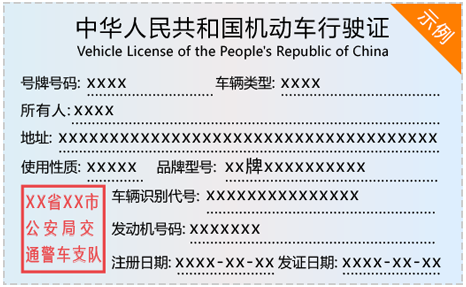 中华人民共和国机动车行驶证
示例
Vehicle License of the People's Republic of China
号牌号码: xxxx 车辆类型: xxxx
所有人: xxxx
地址: xxxxxxxxxxxxxxxxxxxxxxxxxxxxxxxxxxxxx
使用性质: xxxxx 品牌型号: xx牌xxxxxxxxxx
车辆识别代号: xxxxxxxxxxxxxxx
发动机号码: xxxxxxx
注册日期: xxxx-xx-xx 发证日期: xxxx-xx-xx
XX省XX市
公安局交
通警车支队